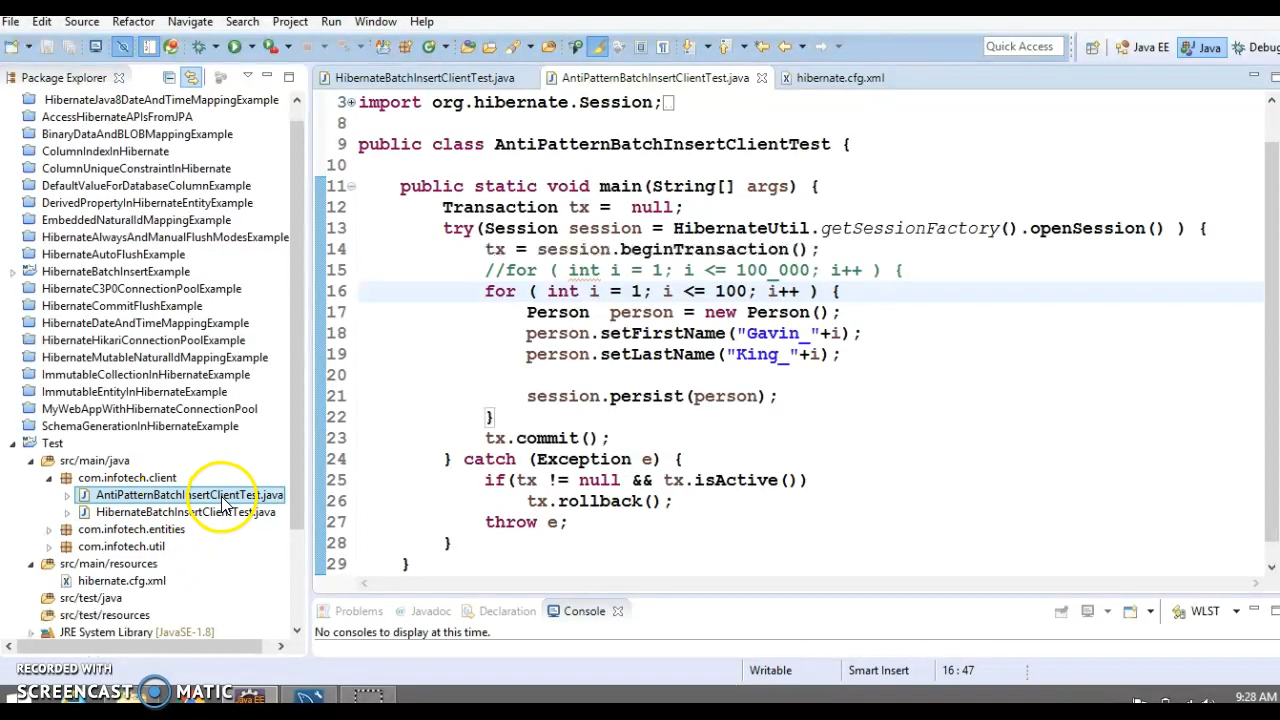 File Edit Source Refactor Navigate Search Project Run Window Help
Quick Access Java EE Java Debug
Package Explorer
HibernateJava8DateAndTimeMappingExample
AccessHibernateAPIsFromJPA
BinaryDataAndBLOBMappingExample
ColumnIndexInHibernate
ColumnUniqueConstraintInHibernate
DefaultValueForDatabaseColumnExample
DerivedPropertyInHibernateEntityExample
EmbeddedNaturalIdMappingExample
HibernateAlwaysAndManualFlushModesExample
HibernateAutoFlushExample
HibernateBatchInsertExample
HibernateC3P0ConnectionPoolExample
HibernateCommitFlushExample
HibernateDateAndTimeMappingExample
HibernateHikariConnectionPoolExample
HibernateMutableNaturalIdMappingExample
ImmutableCollectionInHibernateExample
ImmutableEntityInHibernateExample
MyWebAppWithHibernateConnectionPool
SchemaGenerationInHibernateExample
Test
src/main/java
com.infotech.client
AntiPatternBatchInsertClientTest.java
HibernateBatchInsertClientTest.java
com.infotech.entities
com.infotech.util
src/main/resources
hibernate.cfg.xml
src/test/java
src/test/resources
JRE System Library [JavaSE-1.8]
HibernateBatchInsertClientTest.java AntiPatternBatchInsertClientTest.java hibernate.cfg.xml
3 import org.hibernate.Session;
8
9 public class AntiPatternBatchInsertClientTest {
10
11 public static void main(String[] args) {
12 Transaction tx = null;
13 try(Session session = HibernateUtil.getSessionFactory().openSession() ) {
14 tx = session.beginTransaction();
15 //for ( int i = 1; i <= 100_000; i++ ) {
16 for ( int i = 1; i <= 100; i++ ) {
17 Person person = new Person();
18 person.setFirstName("Gavin_"+i);
19 person.setLastName("King_"+i);
20
21 session.persist(person);
22 }
23 tx.commit();
24 } catch (Exception e) {
25 if(tx != null && tx.isActive())
26 tx.rollback();
27 throw e;
28 }
29 }
Problems Javadoc Declaration Console WLST
No consoles to display at this time.
Writable Smart Insert 16 : 47
RECORDED WITH
SCREENCAST MATIC
Java EE
9:28 AM